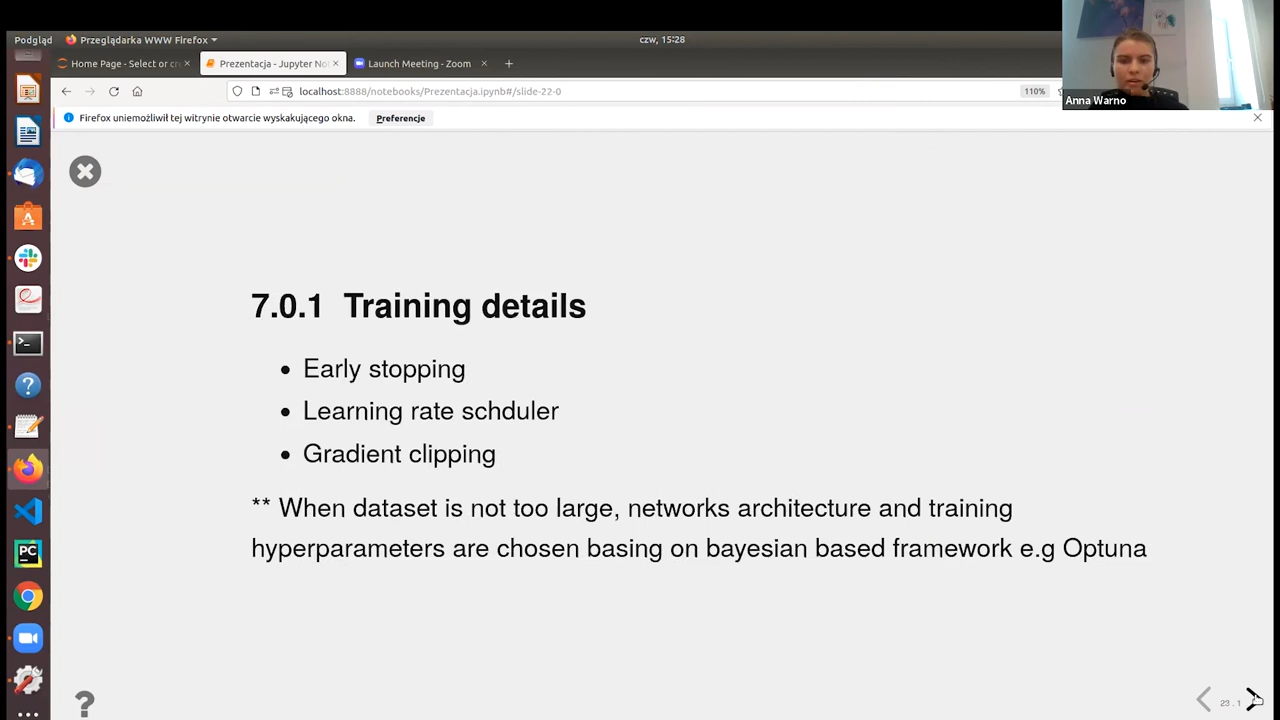 Podgląd
Przeglądarka WWW Firefox
czw, 15:28
Home Page - Select or cr
Prezentacja - Jupyter No
Launch Meeting - Zoom
localhost:8888/notebooks/Prezentacja.ipynb#/slide-22-0
110%
Anna Warno
Firefox uniemożliwił tej witrynie otwarcie wyskakującego okna.
Preferencje
7.0.1 Training details
• Early stopping
• Learning rate schduler
• Gradient clipping
** When dataset is not too large, networks architecture and training
hyperparameters are chosen basing on bayesian based framework e.g Optuna
23.1